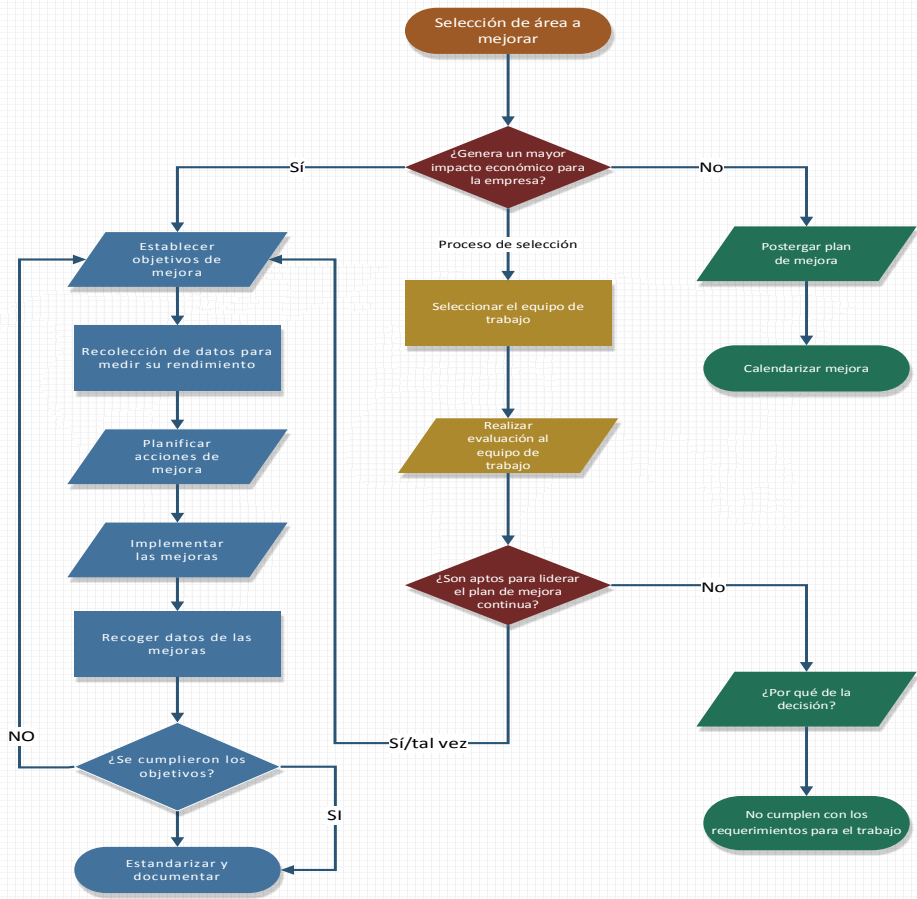 Selección de área a
mejorar
¿Genera un mayor
impacto económico para
la empresa?
Sí
No
Proceso de selección
Establecer
objetivos de
mejora
Postergar plan
de mejora
Seleccionar el equipo de
trabajo
Recolección de datos para
medir su rendimiento
Calendarizar mejora
Planificar
acciones de
mejora
Realizar
evaluación al
equipo de
trabajo
Implementar
las mejoras
¿Son aptos para liderar
el plan de mejora
continua?
No
Recoger datos de las
mejoras
¿Por qué de la
decisión?
NO
Sí/tal vez
¿Se cumplieron los
objetivos?
SI
No cumplen con los
requerimientos para el trabajo
Estandarizar y
documentar